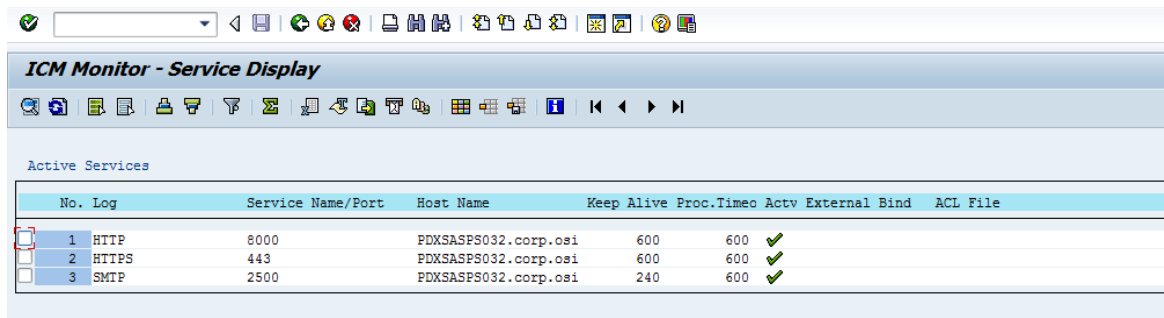 ICM Monitor - Service Display
Active Services
No. Log Service Name/Port Host Name Keep Alive Proc.Timeo Actv External Bind ACL File
1 HTTP 8000 PDXSASPS032.corp.osi 600 600
2 HTTPS 443 PDXSASPS032.corp.osi 600 600
3 SMTP 2500 PDXSASPS032.corp.osi 240 600